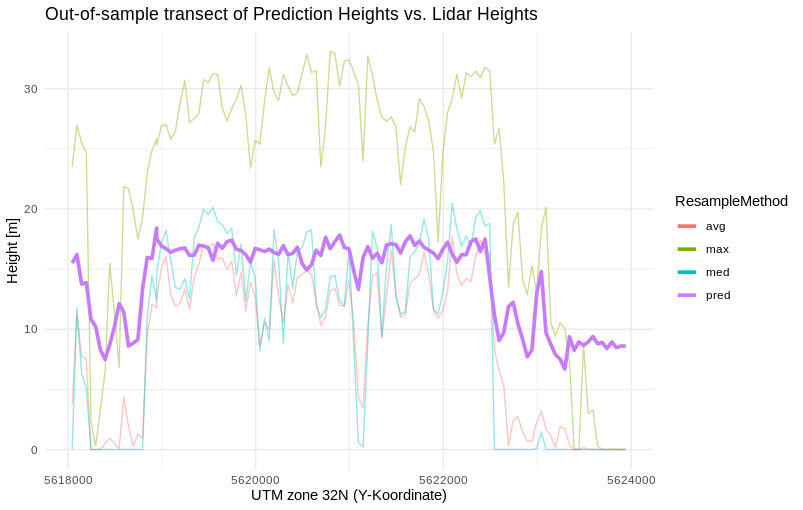 Out-of-sample transect of Prediction Heights vs. Lidar Heights
Height [m]
30
20
10
0
5618000
5620000
5622000
5624000
UTM zone 32N (Y-Koordinate)
ResampleMethod
avg
max
med
pred